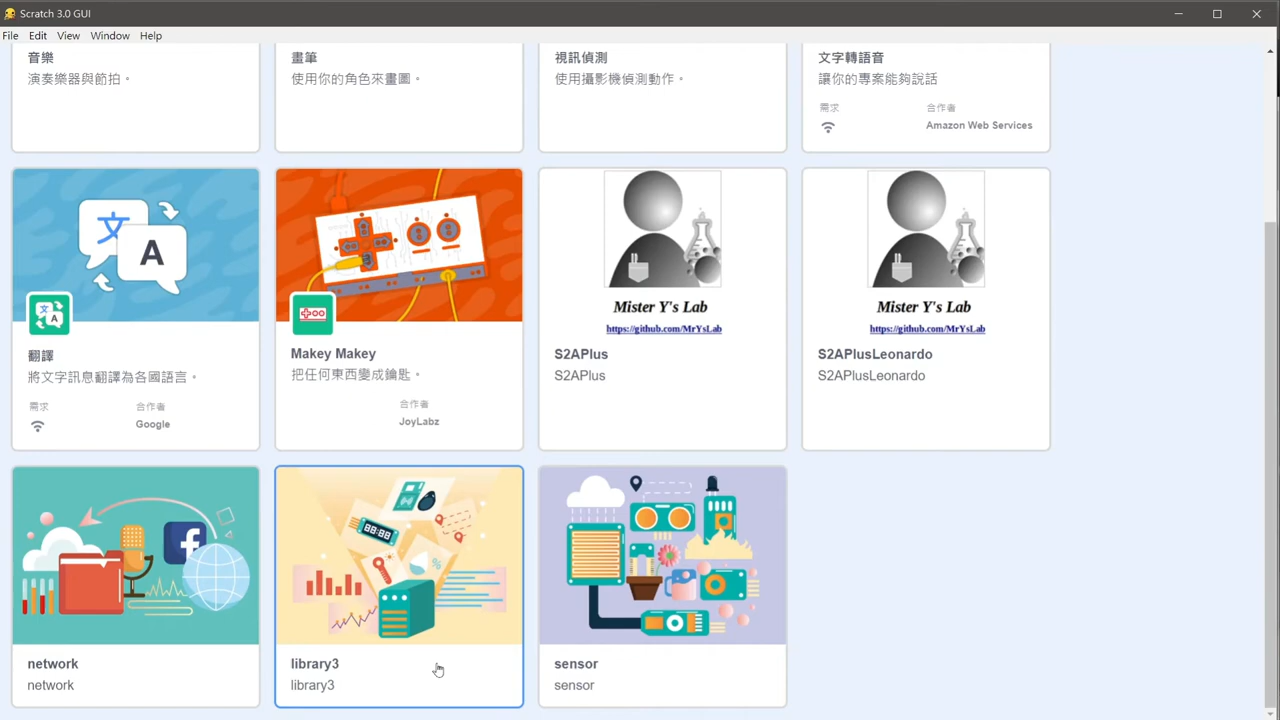 Scratch 3.0 GUI
File Edit View Window Help
音樂
演奏樂器與節拍。
畫筆
使用你的角色來畫圖。
視訊偵測
使用攝影機偵測動作。
文字轉語音
讓你的專案能夠說話
需求
合作者
Amazon Web Services
文
A
文A
翻譯
將文字訊息翻譯為各國語言。
需求
合作者
Google
Makey Makey
把任何東西變成鑰匙。
合作者
JoyLabz
Mister Y's Lab
https://github.com/MrYsLab
S2APlus
S2APlus
Mister Y's Lab
https://github.com/MrYsLab
S2APlusLeonardo
S2APlusLeonardo
f
network
network
88:88
%
library3
library3
sensor
sensor